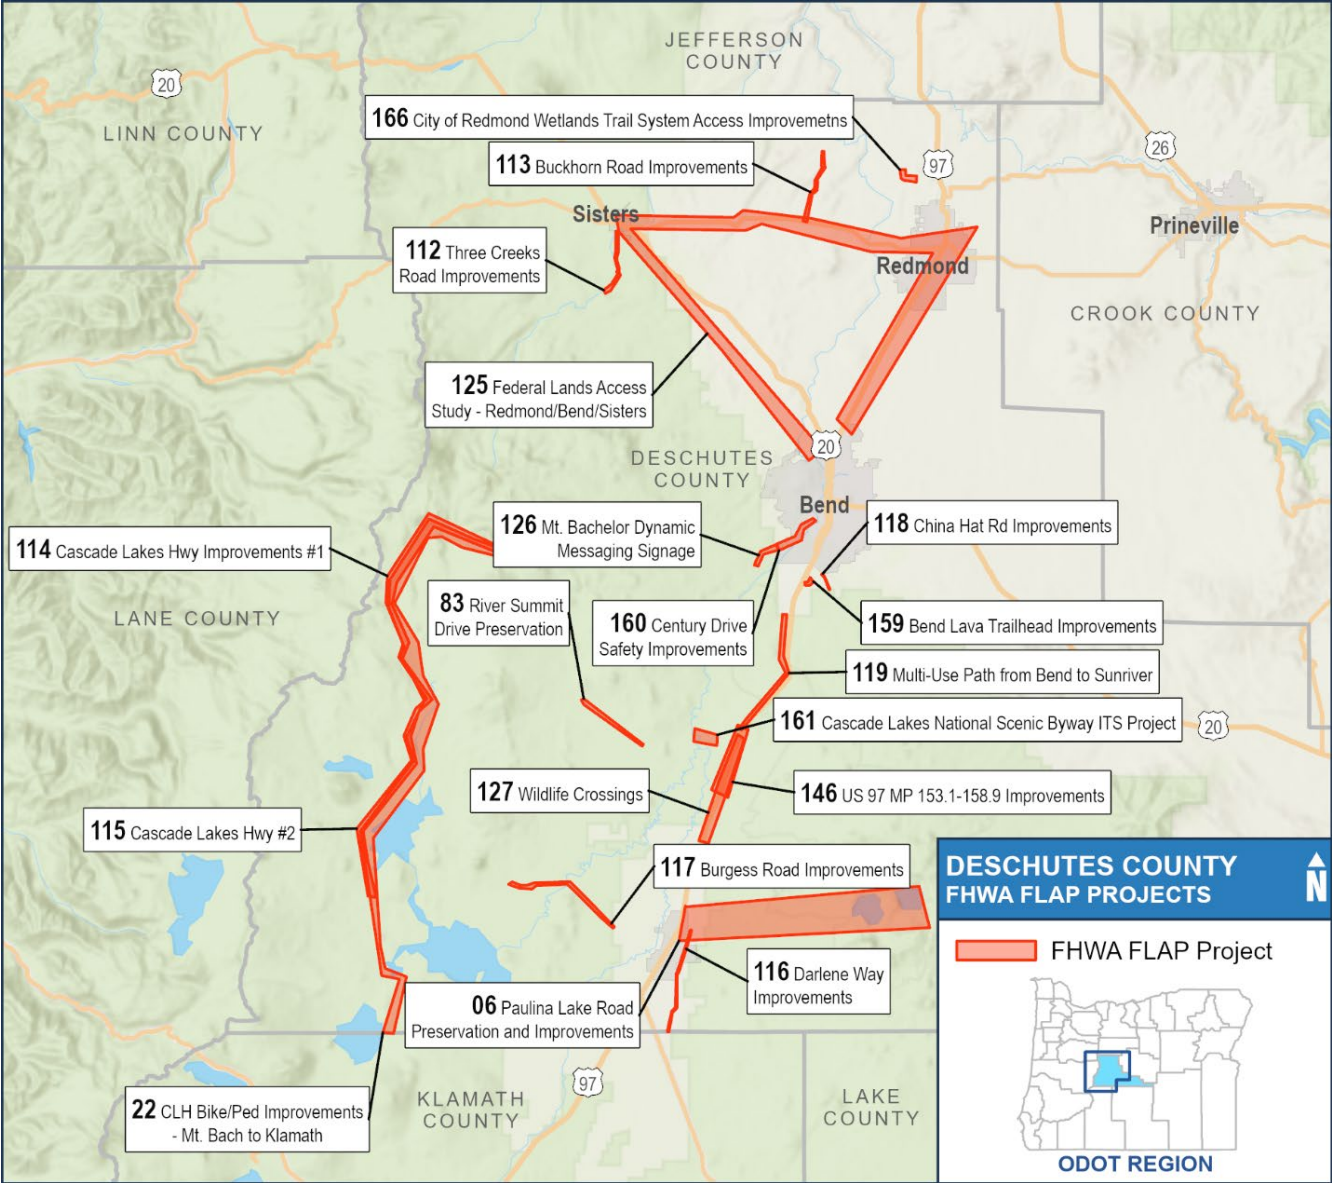 JEFFERSON
COUNTY
20
LINN COUNTY
166 City of Redmond Wetlands Trail System Access Improvemetns
26
97
113 Buckhorn Road Improvements
Sisters
Prineville
112 Three Creeks
Road Improvements
Redmond
CROOK COUNTY
125 Federal Lands Access
Study - Redmond/Bend/Sisters
20
DESCHUTES
COUNTY
Bend
126 Mt. Bachelor Dynamic
Messaging Signage
118 China Hat Rd Improvements
114 Cascade Lakes Hwy Improvements #1
LANE COUNTY
83 River Summit
Drive Preservation
160 Century Drive
Safety Improvements
159 Bend Lava Trailhead Improvements
119 Multi-Use Path from Bend to Sunriver
161 Cascade Lakes National Scenic Byway ITS Project
20
127 Wildlife Crossings
146 US 97 MP 153.1-158.9 Improvements
115 Cascade Lakes Hwy #2
117 Burgess Road Improvements
116 Darlene Way
Improvements
06 Paulina Lake Road
Preservation and Improvements
97
22 CLH Bike/Ped Improvements
- Mt. Bach to Klamath
KLAMATH
COUNTY
LAKE
COUNTY
DESCHUTES COUNTY
FHWA FLAP PROJECTS
N
FHWA FLAP Project
ODOT REGION